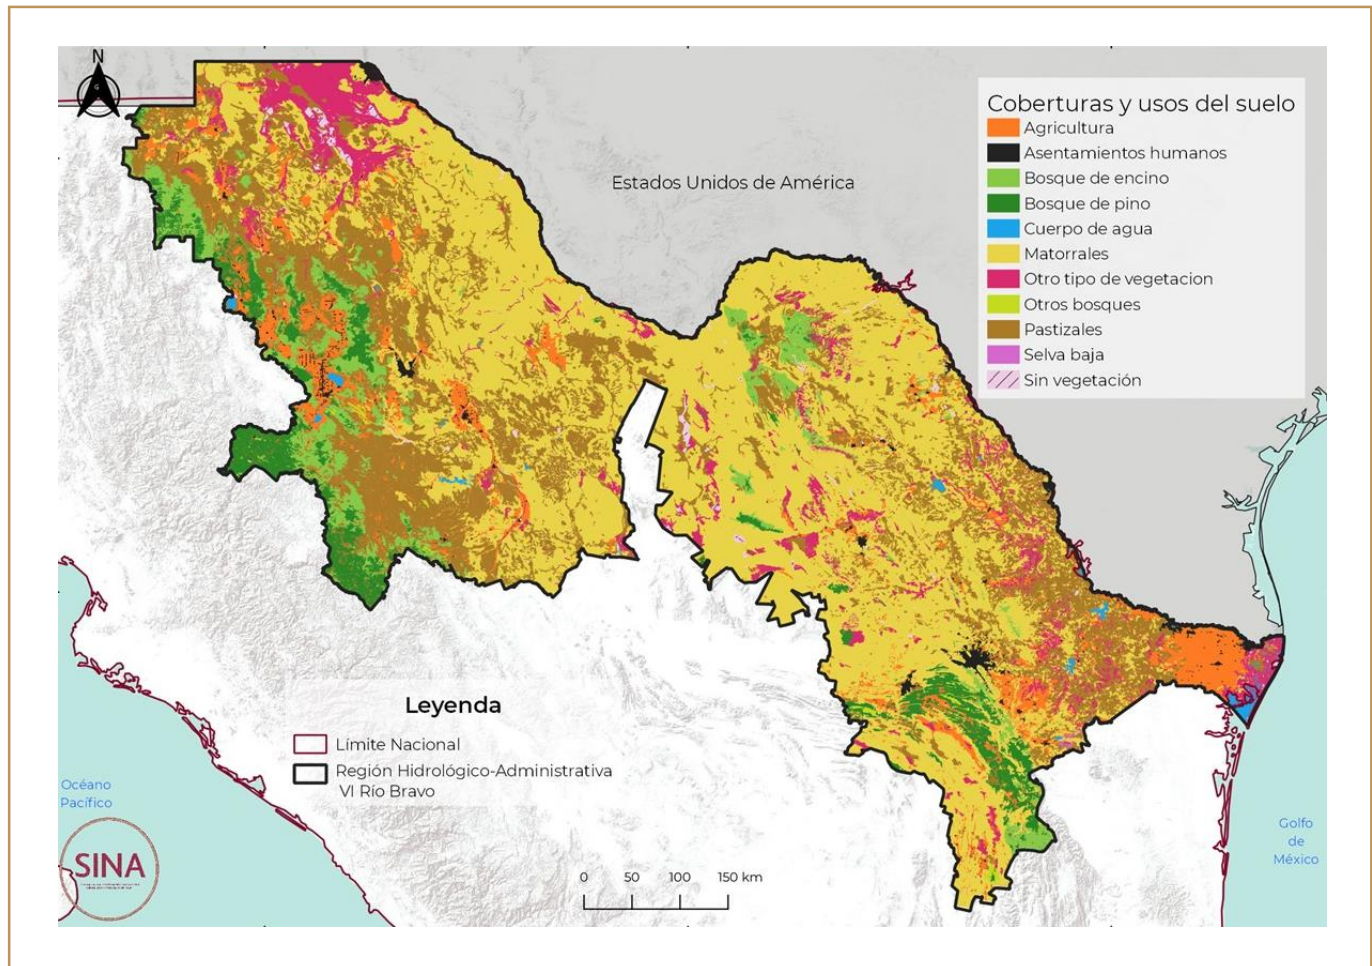 N
Coberturas y usos del suelo
Agricultura
Asentamientos humanos
Bosque de encino
Bosque de pino
Cuerpo de agua
Matorrales
Otro tipo de vegetacion
Otros bosques
Pastizales
Selva baja
Sin vegetación
Estados Unidos de América
Leyenda
Límite Nacional
Región Hidrológico-Administrativa
VI Río Bravo
Océano
Pacífico
SINA
0 50 100 150 km
Golfo
de
México